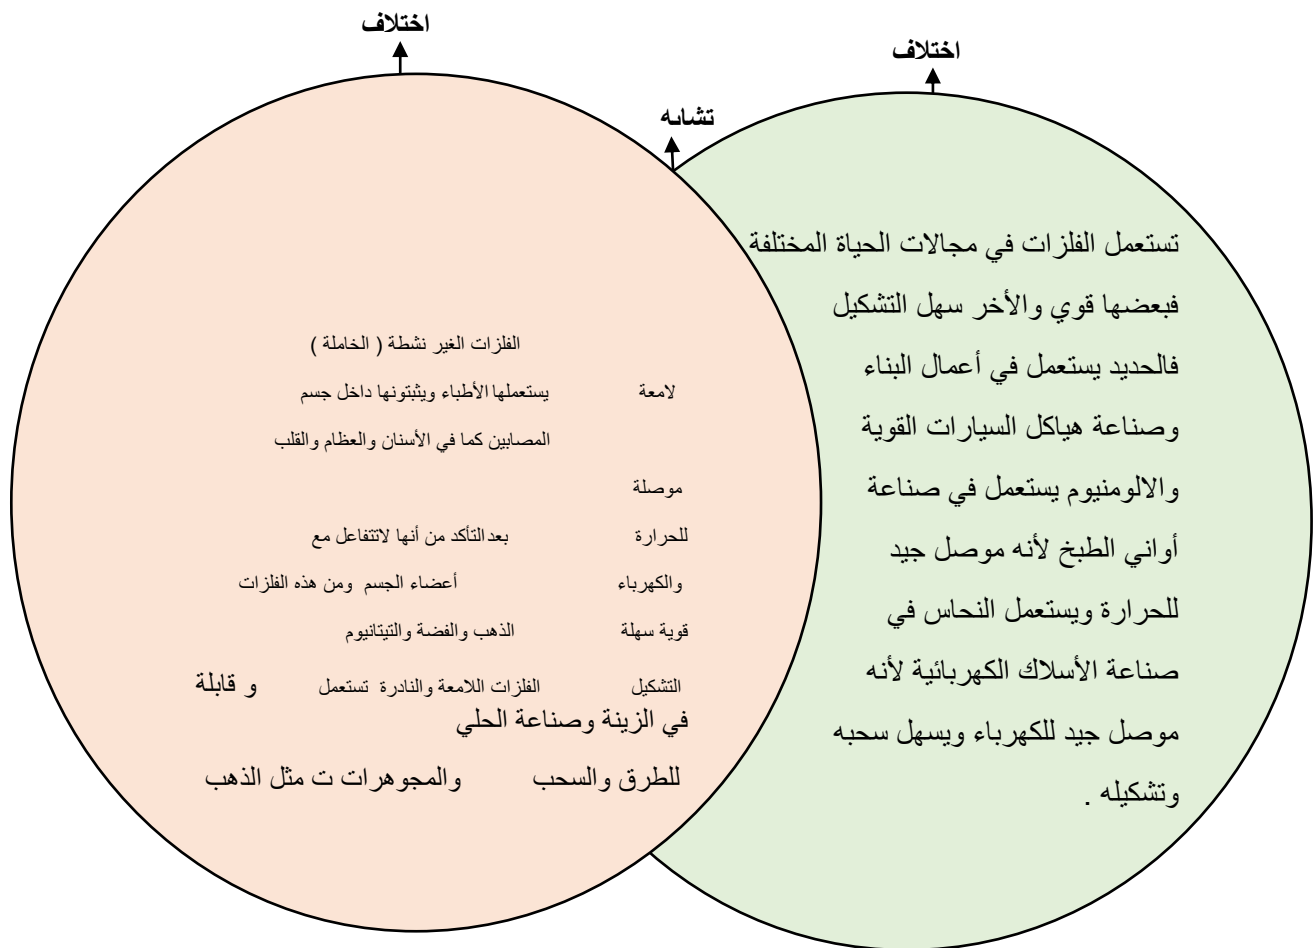 اختلاف
اختلاف
تشابه
تستعمل الفلزات في مجالات الحياة المختلفة
فبعضها قوي والأخر سهل التشكيل
فالحديد يستعمل في أعمال البناء
وصناعة هياكل السيارات القوية
والالومنيوم يستعمل في صناعة
أواني الطبخ لأنه موصل جيد
للحرارة ويستعمل النحاس في
صناعة الأسلاك الكهربائية لأنه
موصل جيد للكهرباء ويسهل سحبه
وتشكيله .
الفلزات الغير نشطة ( الخاملة )
لامعة يستعملها الأطباء ويثبتونها داخل جسم
المصابين كما في الأسنان والعظام والقلب
موصلة
للحرارة بعدالتأكد من أنها لاتتفاعل مع
والكهرباء أعضاء الجسم ومن هذه الفلزات
قوية سهلة الذهب والفضة والتيتانيوم
التشكيل الفلزات اللامعة والنادرة تستعمل و قابلة
في الزينة وصناعة الحلي
للطرق والسحب والمجوهرات ت مثل الذهب